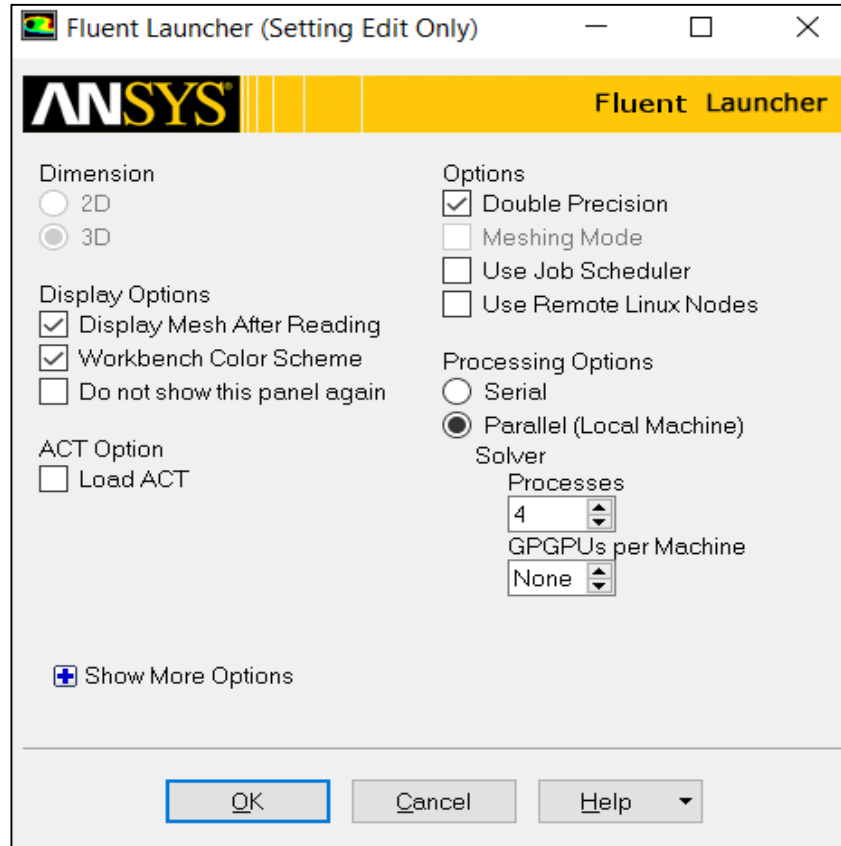 Fluent Launcher (Setting Edit Only)
ANSYS®
Fluent Launcher
Dimension
2D
3D
Display Options
Display Mesh After Reading
Workbench Color Scheme
Do not show this panel again
ACT Option
Load ACT
Options
Double Precision
Meshing Mode
Use Job Scheduler
Use Remote Linux Nodes
Processing Options
Serial
Parallel (Local Machine)
Solver
Processes
4
GPGPUs per Machine
None
Show More Options
OK
Cancel
Help